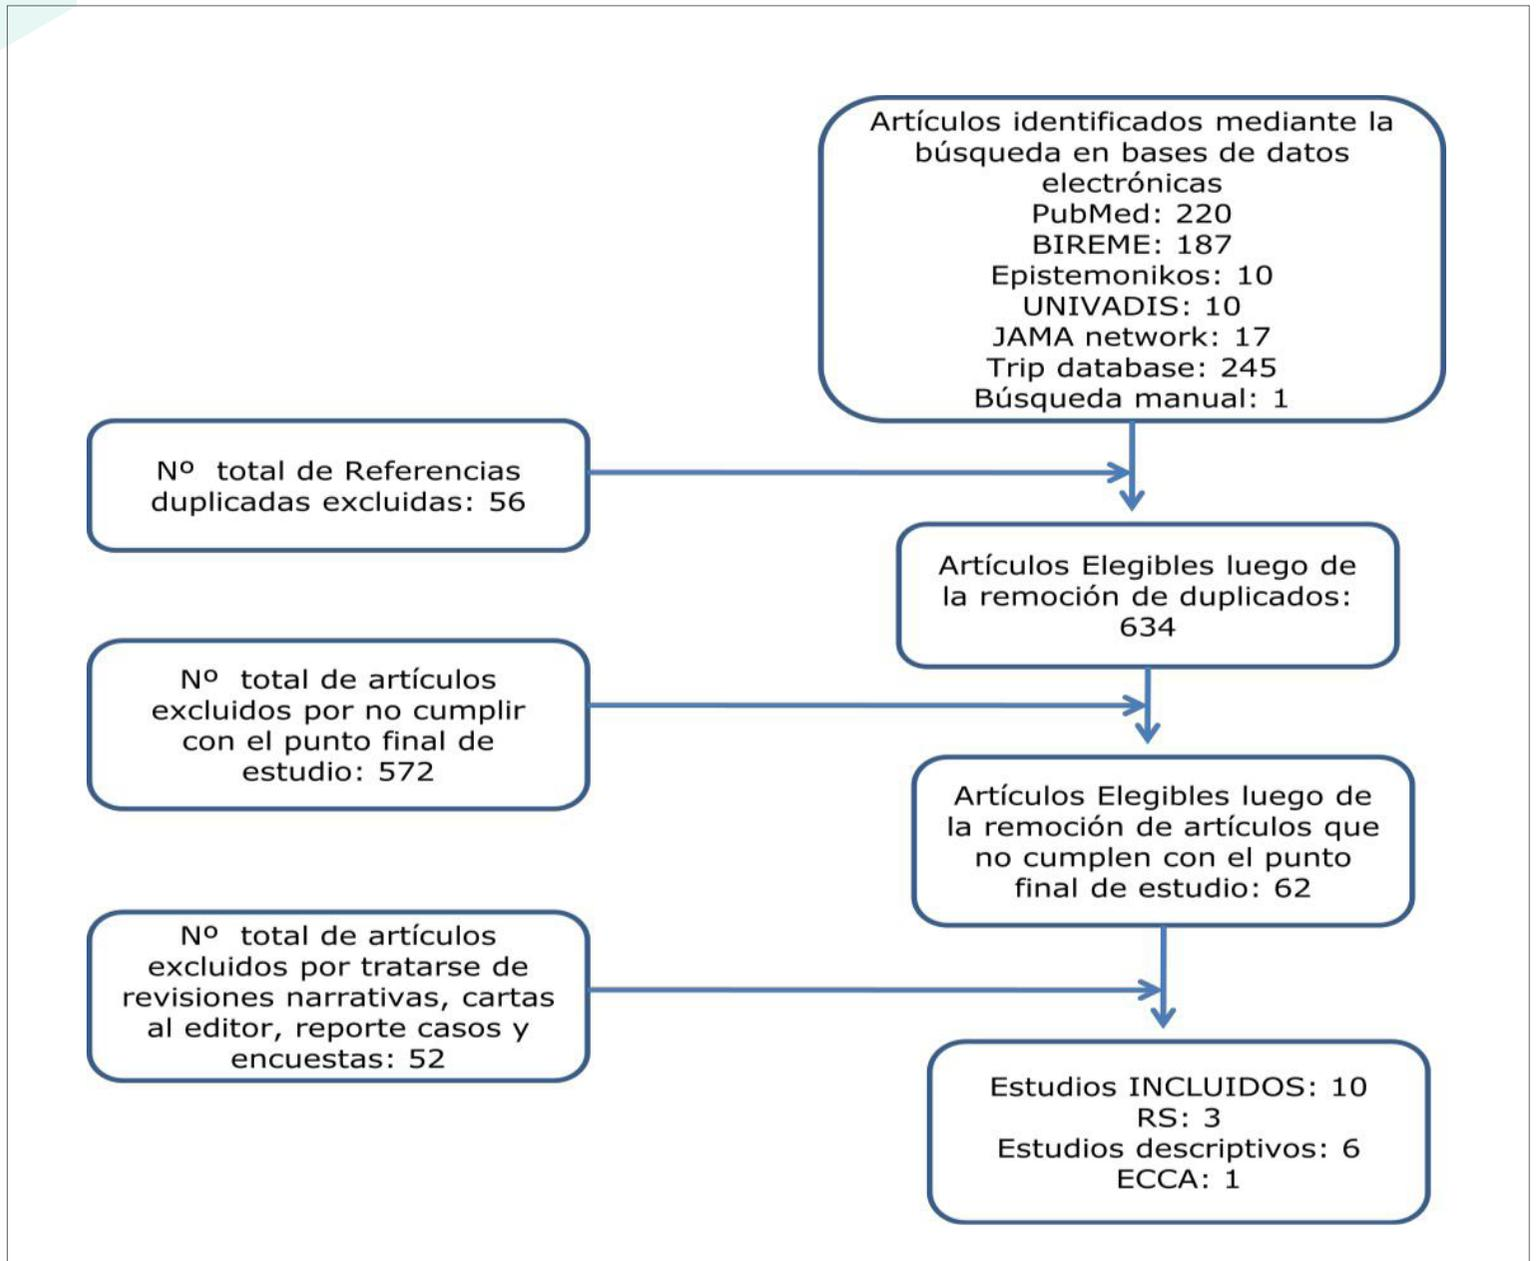 Artículos identificados mediante la
búsqueda en bases de datos
electrónicas
PubMed: 220
BIREME: 187
Epistemonikos: 10
UNIVADIS: 10
JAMA network: 17
Trip database: 245
Búsqueda manual: 1
Nº total de Referencias
duplicadas excluidas: 56
Artículos Elegibles luego de
la remoción de duplicados:
634
Nº total de artículos
excluidos por no cumplir
con el punto final de
estudio: 572
Artículos Elegibles luego de
la remoción de artículos que
no cumplen con el punto
final de estudio: 62
Nº total de artículos
excluidos por tratarse de
revisiones narrativas, cartas
al editor, reporte casos y
encuestas: 52
Estudios INCLUIDOS: 10
RS: 3
Estudios descriptivos: 6
ECCA: 1